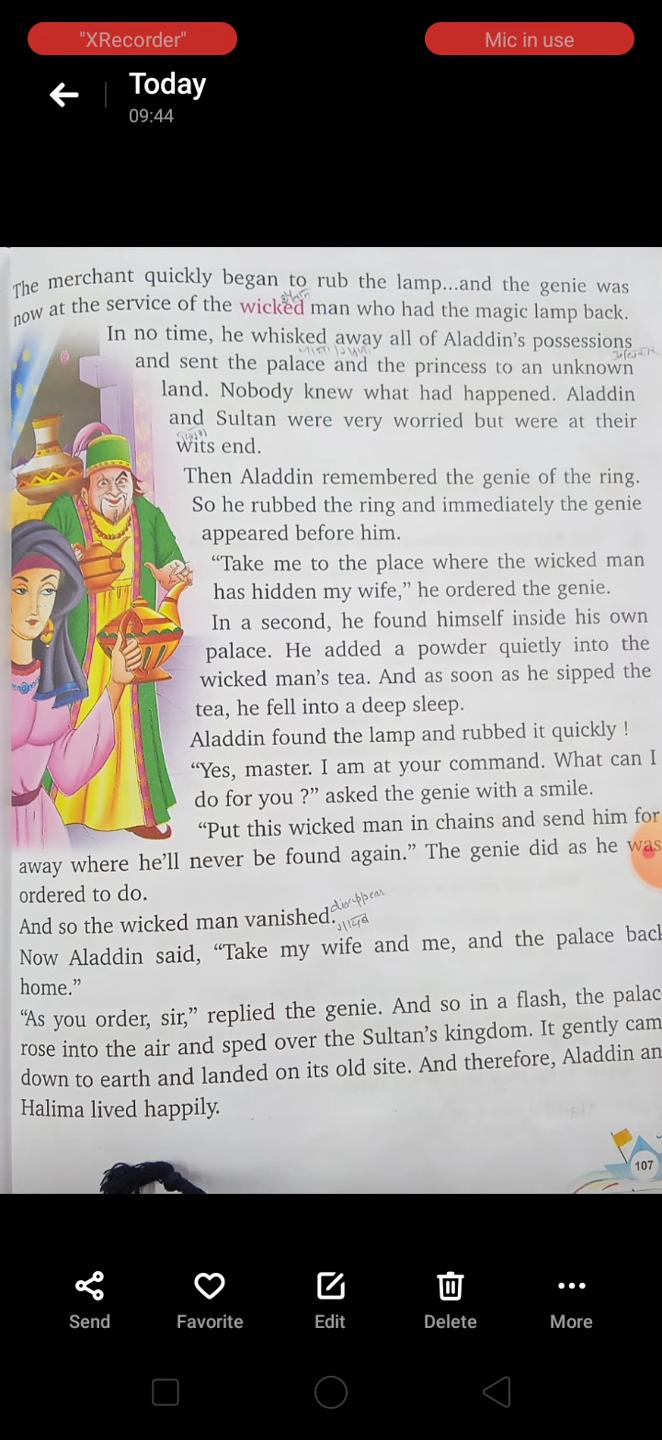 "XRecorder"
Mic in use
Today
09:44
The merchant quickly began to rub the lamp...and the genie was
now at the service of the wicked man who had the magic lamp back.
In no time, he whisked away all of Aladdin's possessions
and sent the palace and the princess to an unknown
land. Nobody knew what had happened. Aladdin
and Sultan were very worried but were at their
wits end.
Then Aladdin remembered the genie of the ring.
So he rubbed the ring and immediately the genie
appeared before him.
“Take me to the place where the wicked man
has hidden my wife,” he ordered the genie.
In a second, he found himself inside his own
palace. He added a powder quietly into the
wicked man's tea. And as soon as he sipped the
tea, he fell into a deep sleep.
Aladdin found the lamp and rubbed it quickly !
“Yes, master. I am at your command. What can I
do for you ?” asked the genie with a smile.
“Put this wicked man in chains and send him for
away where he'll never be found again.” The genie did as he was
ordered to do.
disappear
And so the wicked man vanished.
गायब
Now Aladdin said, “Take my wife and me, and the palace back
home.”
“As you order, sir,” replied the genie. And so in a flash, the palac
rose into the air and sped over the Sultan's kingdom. It gently cam
down to earth and landed on its old site. And therefore, Aladdin an
Halima lived happily.
107
Send
Favorite
Edit
Delete
More